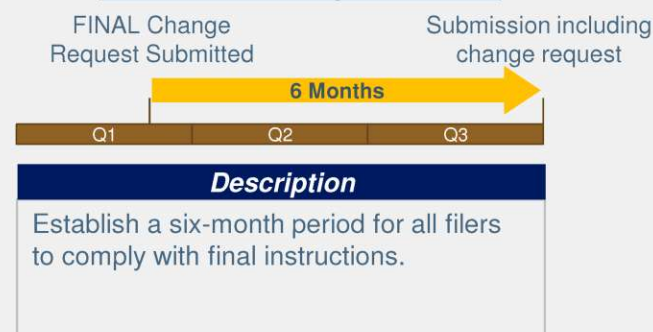 FINAL Change
Request Submitted
Submission including
change request
6 Months
Q1 Q2 Q3
Description
Establish a six-month period for all filers
to comply with final instructions.